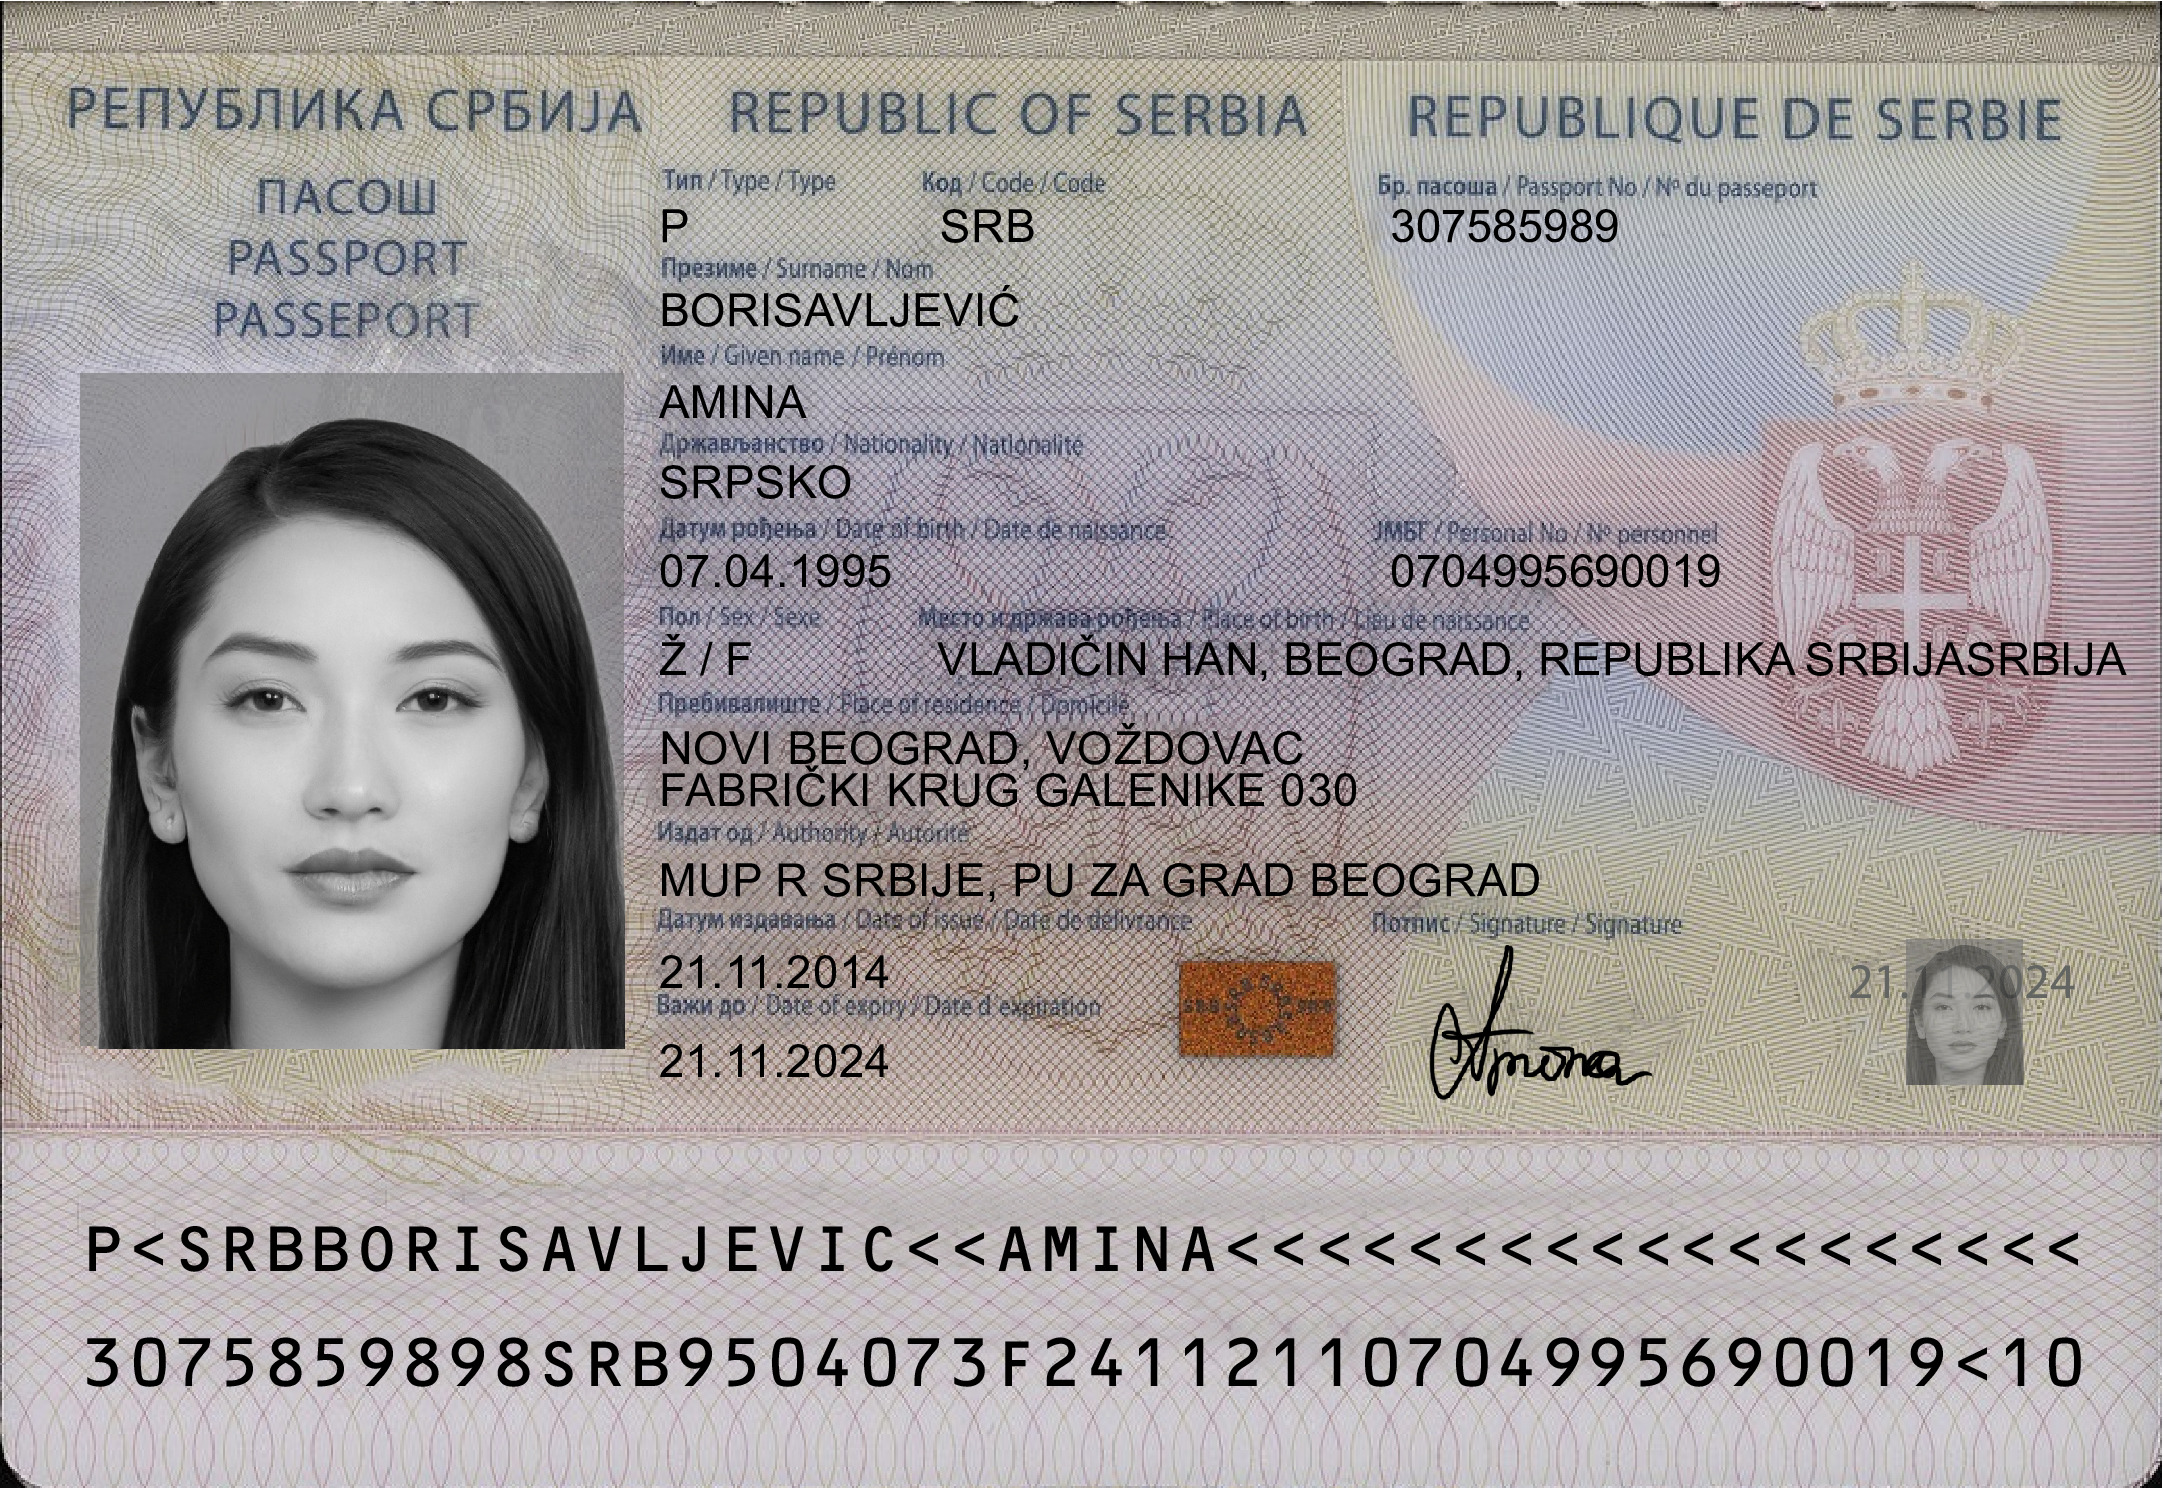 РЕПУБЛИКА СРБИЈА REPUBLIC OF SERBIA REPUBLIQUE DE SERBIE
ПАСОШ
PASSPORT
PASSEPORT
Тип / Type / Type Код / Code / Code Бр. пасоша / Passport No / Nº du passeport
P SRB 307585989
Презиме / Surname / Nom
BORISAVLJEVIĆ
Име / Given name / Prénom
AMINA
Држављанство / Nationality / Nationalité
SRPSKO
Датум рођења / Date of birth / Date de naissance ЈМБГ / Personal No / Nº personnel
07.04.1995 0704995690019
Пол / Sex / Sexe Место и држава рођења / Place of birth / Lieu de naissance
Ž / F VLADIČIN HAN, BEOGRAD, REPUBLIKA SRBIJASRBIJA
Пребивалиште / Place of residence / Domicile
NOVI BEOGRAD, VOŽDOVAC
FABRIČKI KRUG GALENIKE 030
Издат од / Authority / Autorité
MUP R SRBIJE, PU ZA GRAD BEOGRAD
Датум издавања / Date of issue / Date de délivrance Потпис / Signature / Signature
21.11.2014
Важи до / Date of expiry / Date d expiration
21.11.2024
P<SRBBORISAVLJEVIC<<AMINA<<<<<<<<<<<<<<<<<<<
3075859898SRB9504073F24112110704995690019<10